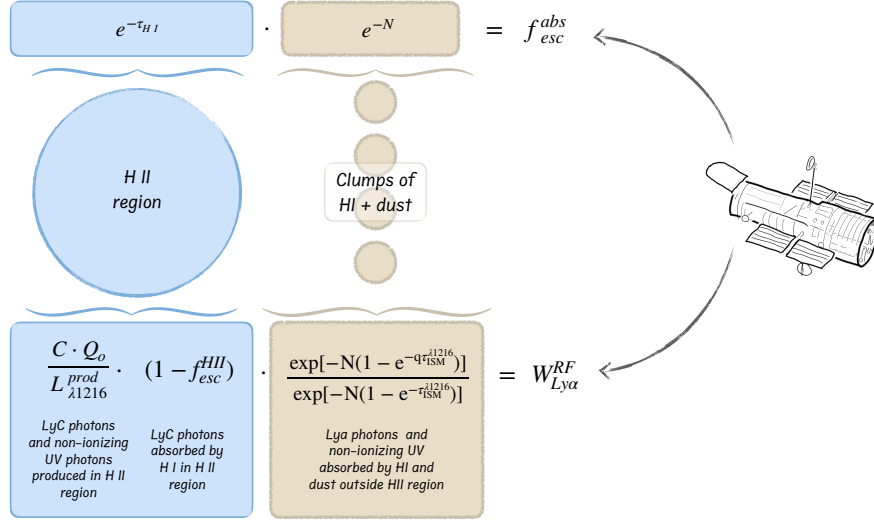 e^{-τ_{H I}} · e^{-N} = f_{esc}^{abs}
H II
region
Clumps of
HI + dust
\frac{C · Q_o}{L_{λ1216}^{prod}} · (1 - f_{esc}^{HII}) · \frac{exp[-N(1 - e^{-qτ_{ISM}^{λ1216}})]}{exp[-N(1 - e^{-τ_{ISM}^{λ1216}})]} = W_{Lyα}^{RF}
LyC photons
and non-ionizing
UV photons
produced in H II
region
LyC photons
absorbed by
H I in H II
region
Lya photons and
non-ionizing UV
absorbed by HI and
dust outside HII region